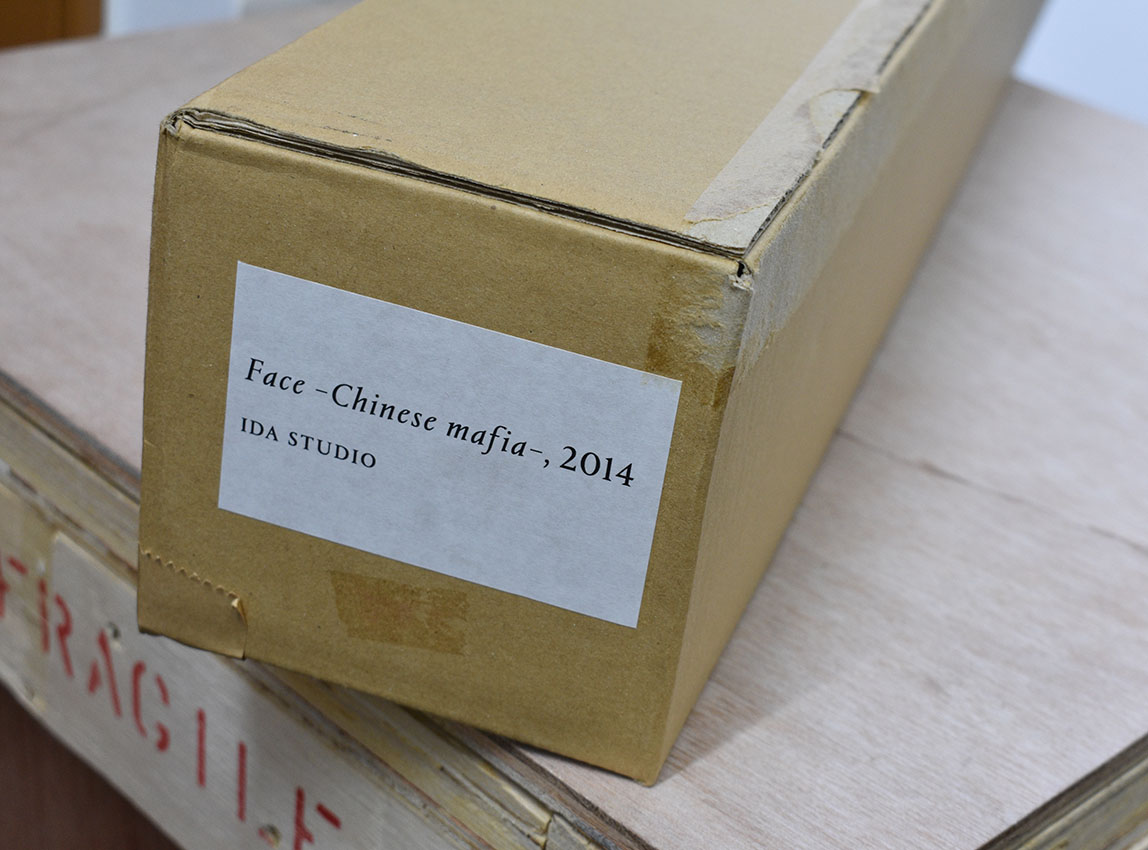 Face –Chinese mafia–, 2014
IDA STUDIO
FRAGILE